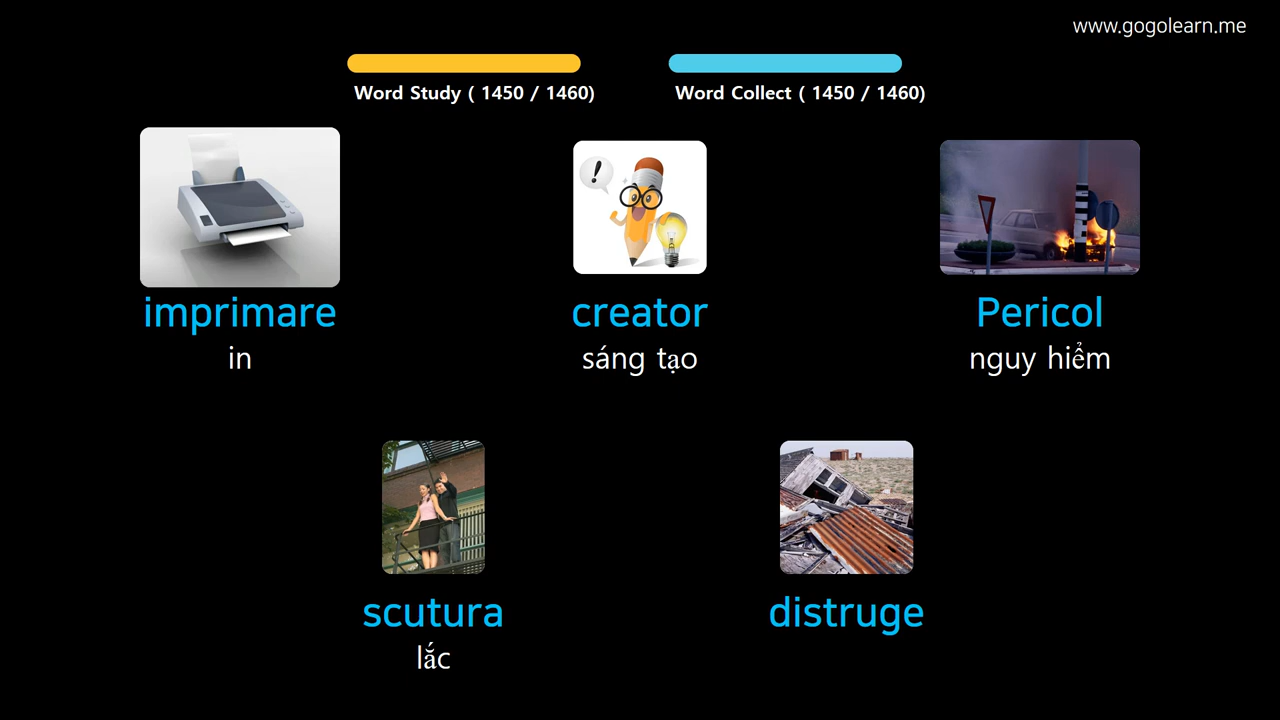 www.gogolearn.me
Word Study ( 1450 / 1460)
Word Collect ( 1450 / 1460)
imprimare
in
creator
sáng tạo
Pericol
nguy hiểm
scutura
lắc
distruge